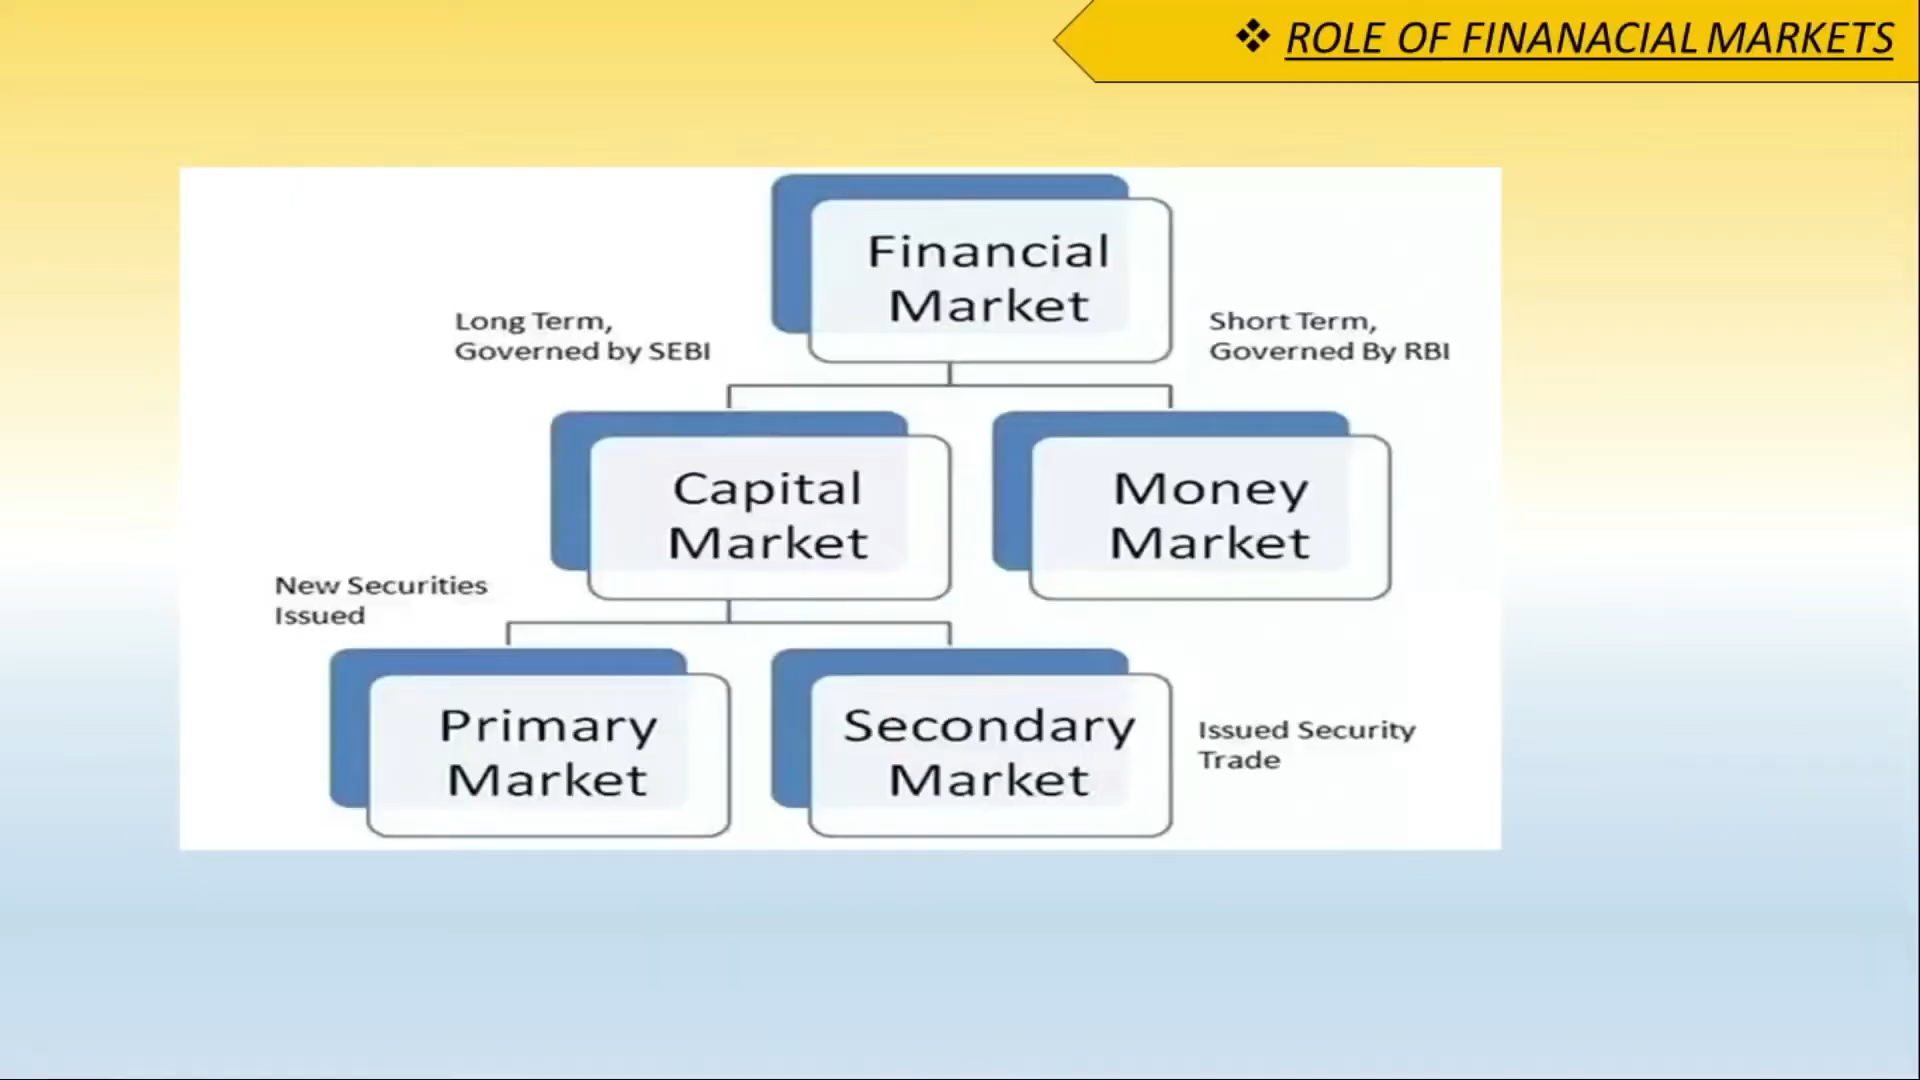 ❖ ROLE OF FINANACIAL MARKETS
Financial
Market
Long Term,
Governed by SEBI
Short Term,
Governed By RBI
Capital
Market
Money
Market
New Securities
Issued
Primary
Market
Secondary
Market
Issued Security
Trade